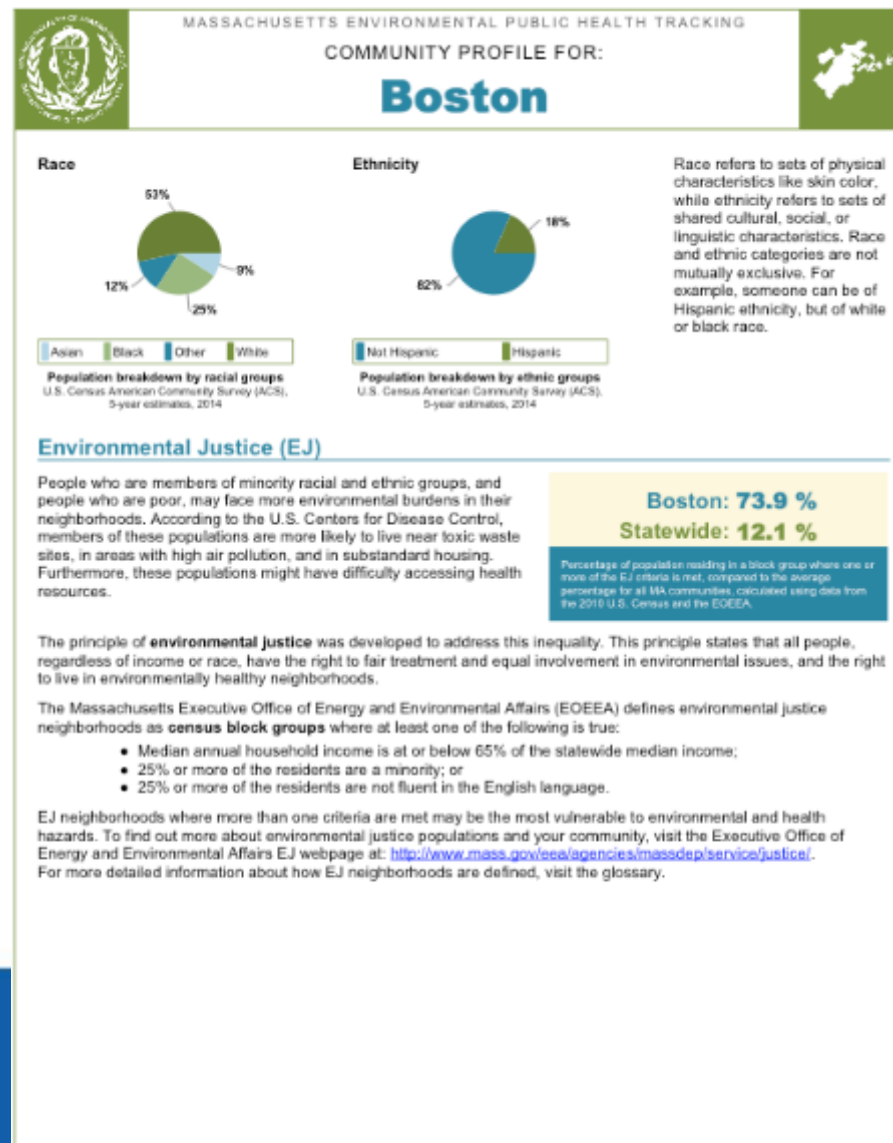 MASSACHUSETTS ENVIRONMENTAL PUBLIC HEALTH TRACKING
COMMUNITY PROFILE FOR:
Boston
Race
53%
12%
9%
25%
Asian Black Other White
Population breakdown by racial groups
U.S. Census American Community Survey (ACS),
5-year estimates, 2014
Ethnicity
18%
82%
Not Hispanic Hispanic
Population breakdown by ethnic groups
U.S. Census American Community Survey (ACS),
5-year estimates, 2014
Race refers to sets of physical
characteristics like skin color,
while ethnicity refers to sets of
shared cultural, social, or
linguistic characteristics. Race
and ethnic categories are not
mutually exclusive. For
example, someone can be of
Hispanic ethnicity, but of white
or black race.
Environmental Justice (EJ)
People who are members of minority racial and ethnic groups, and
people who are poor, may face more environmental burdens in their
neighborhoods. According to the U.S. Centers for Disease Control,
members of these populations are more likely to live near toxic waste
sites, in areas with high air pollution, and in substandard housing.
Furthermore, these populations might have difficulty accessing health
resources.
Boston: 73.9 %
Statewide: 12.1 %
Percentage of population residing in a block group where one or
more of the EJ criteria is met, compared to the average
percentage for all MA communities, calculated using data from
the 2010 U.S. Census and the EOEEA.
The principle of environmental justice was developed to address this inequality. This principle states that all people,
regardless of income or race, have the right to fair treatment and equal involvement in environmental issues, and the right
to live in environmentally healthy neighborhoods.
The Massachusetts Executive Office of Energy and Environmental Affairs (EOEEA) defines environmental justice
neighborhoods as census block groups where at least one of the following is true:
● Median annual household income is at or below 65% of the statewide median income;
● 25% or more of the residents are a minority; or
● 25% or more of the residents are not fluent in the English language.
EJ neighborhoods where more than one criteria are met may be the most vulnerable to environmental and health
hazards. To find out more about environmental justice populations and your community, visit the Executive Office of
Energy and Environmental Affairs EJ webpage at: http://www.mass.gov/eea/agencies/massdep/service/justice/.
For more detailed information about how EJ neighborhoods are defined, visit the glossary.